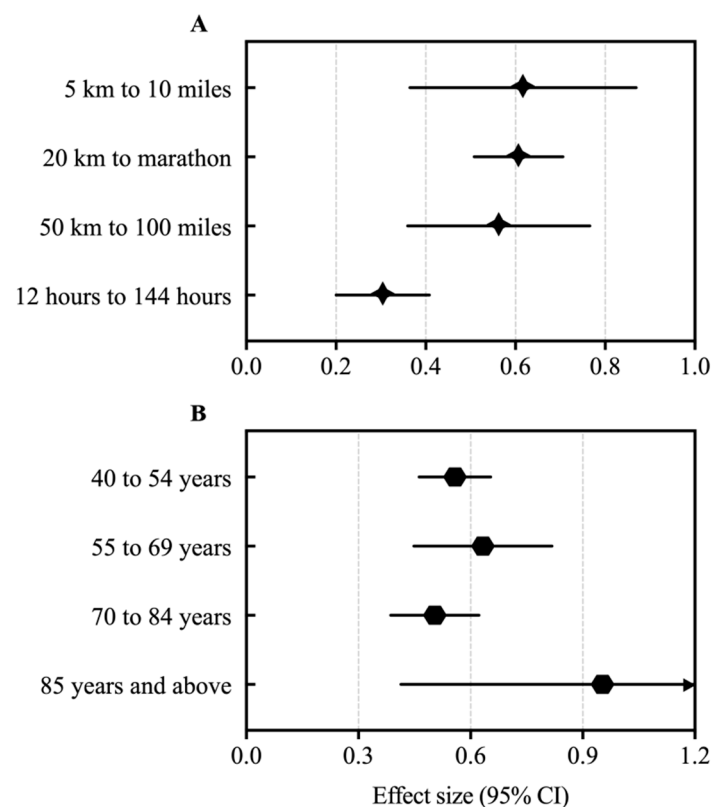 A
5 km to 10 miles
20 km to marathon
50 km to 100 miles
12 hours to 144 hours
0.0 0.2 0.4 0.6 0.8 1.0
B
40 to 54 years
55 to 69 years
70 to 84 years
85 years and above
0.0 0.3 0.6 0.9 1.2
Effect size (95% CI)